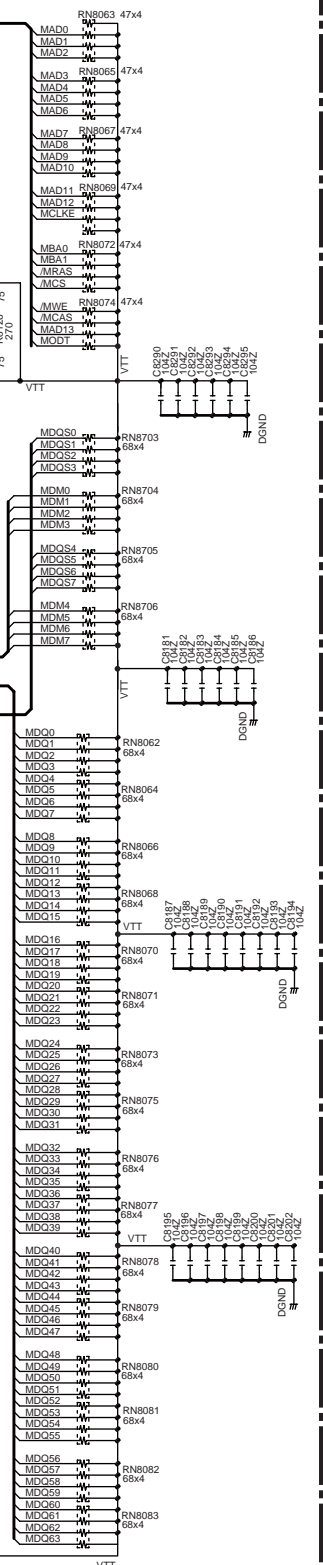 RN8063 47x4
MAD0
MAD1
MAD2
RN8065 47x4
MAD3
MAD4
MAD5
MAD6
RN8067 47x4
MAD7
MAD8
MAD9
MAD10
RN8069 47x4
MAD11
MAD12
MCLKE
RN8072 47x4
MBA0
MBA1
/MRAS
/MCS
RN8074 47x4
/MWE
/MCAS
MAD13
MODT
75
270
75
VTT
VTT
C8290 104Z
C8291 104Z
C8292 104Z
C8293 104Z
C8294 104Z
C8295 104Z
DGND
MDQS0
MDQS1
MDQS2
MDQS3
RN8703
68x4
MDM0
MDM1
MDM2
MDM3
RN8704
68x4
MDQS4
MDQS5
MDQS6
MDQS7
RN8705
68x4
MDM4
MDM5
MDM6
MDM7
RN8706
68x4
VTT
C8181 104Z
C8182 104Z
C8183 104Z
C8184 104Z
C8185 104Z
C8186 104Z
DGND
MDQ0
MDQ1
MDQ2
MDQ3
RN8062
68x4
MDQ4
MDQ5
MDQ6
MDQ7
RN8064
68x4
MDQ8
MDQ9
MDQ10
MDQ11
RN8066
68x4
MDQ12
MDQ13
MDQ14
MDQ15
RN8068
68x4
VTT
C8187 104Z
C8188 104Z
C8189 104Z
C8190 104Z
C8191 104Z
C8192 104Z
C8193 104Z
C8194 104Z
DGND
MDQ16
MDQ17
MDQ18
MDQ19
RN8070
68x4
MDQ20
MDQ21
MDQ22
MDQ23
RN8071
68x4
MDQ24
MDQ25
MDQ26
MDQ27
RN8073
68x4
MDQ28
MDQ29
MDQ30
MDQ31
RN8075
68x4
MDQ32
MDQ33
MDQ34
MDQ35
RN8076
68x4
MDQ36
MDQ37
MDQ38
MDQ39
RN8077
68x4
VTT
C8195 104Z
C8196 104Z
C8197 104Z
C8198 104Z
C8199 104Z
C8200 104Z
C8201 104Z
C8202 104Z
DGND
MDQ40
MDQ41
MDQ42
MDQ43
RN8078
68x4
MDQ44
MDQ45
MDQ46
MDQ47
RN8079
68x4
MDQ48
MDQ49
MDQ50
MDQ51
RN8080
68x4
MDQ52
MDQ53
MDQ54
MDQ55
RN8081
68x4
MDQ56
MDQ57
MDQ58
MDQ59
RN8082
68x4
MDQ60
MDQ61
MDQ62
MDQ63
RN8083
68x4
VTT